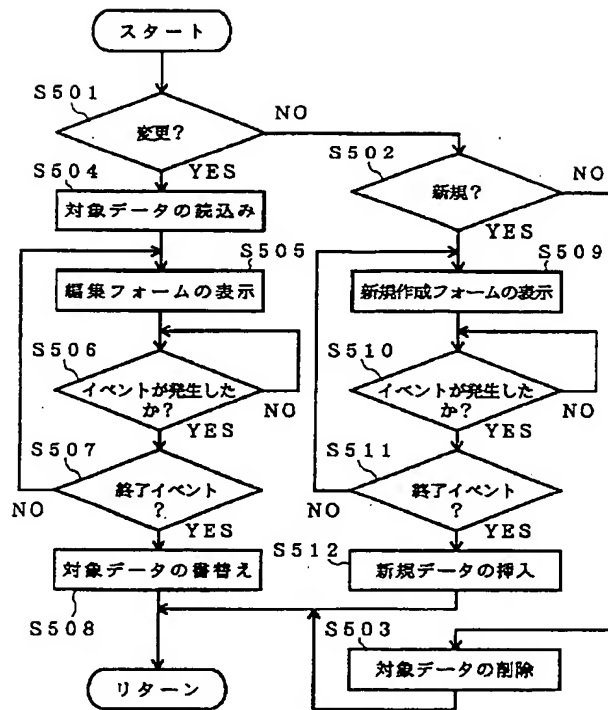 スタート
S501
変更?
NO
YES
S502
新規?
NO
YES
S504
対象データの読込み
S505
編集フォームの表示
S509
新規作成フォームの表示
S506
イベントが発生した
か?
NO
YES
S510
イベントが発生した
か?
NO
YES
S507
終了イベント
?
NO
YES
S511
終了イベント
?
NO
YES
対象データの書替え
S508
S512
新規データの挿入
S503
対象データの削除
リターン